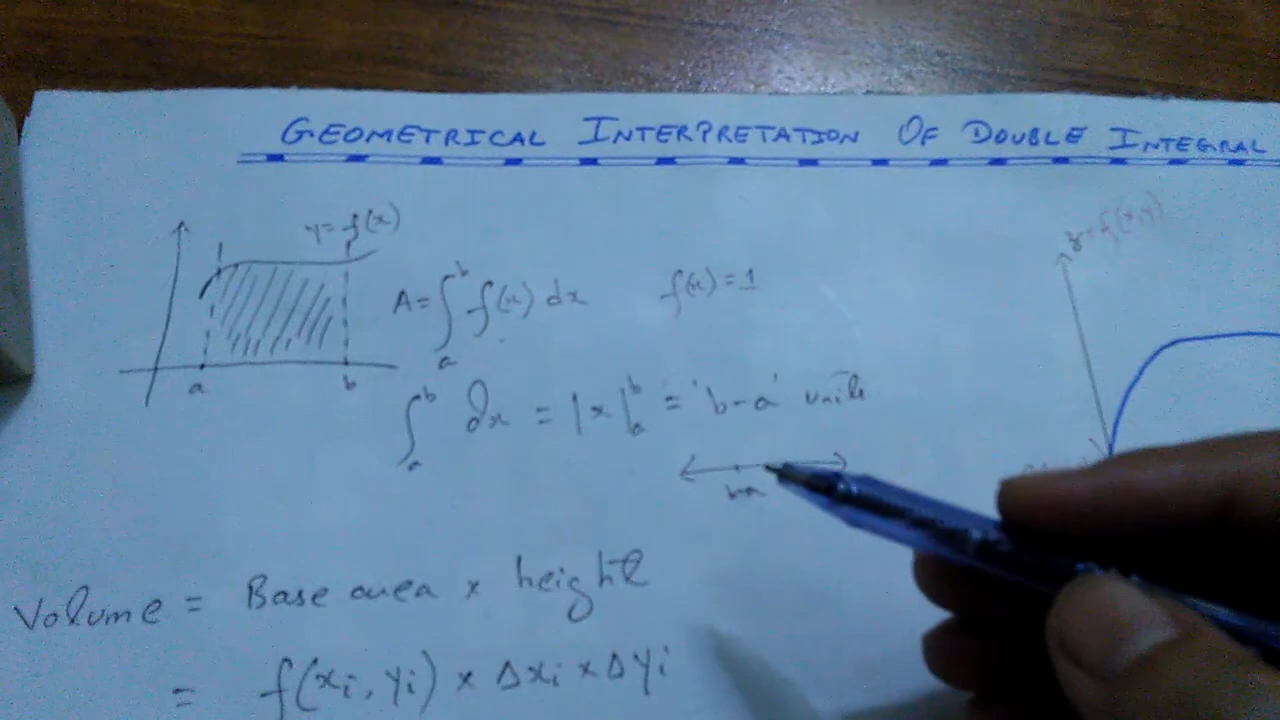 GEOMETRICAL INTERPRETATION OF DOUBLE INTEGRAL
y=f(x)
z=f(x,y)
A=∫_a^b f(x) dx
f(x)=1
a
b
∫_a^b dx = |x|_a^b = 'b-a' units
b-a
Volume = Base area x height
= f(xi, yi) x Δxi x Δyi